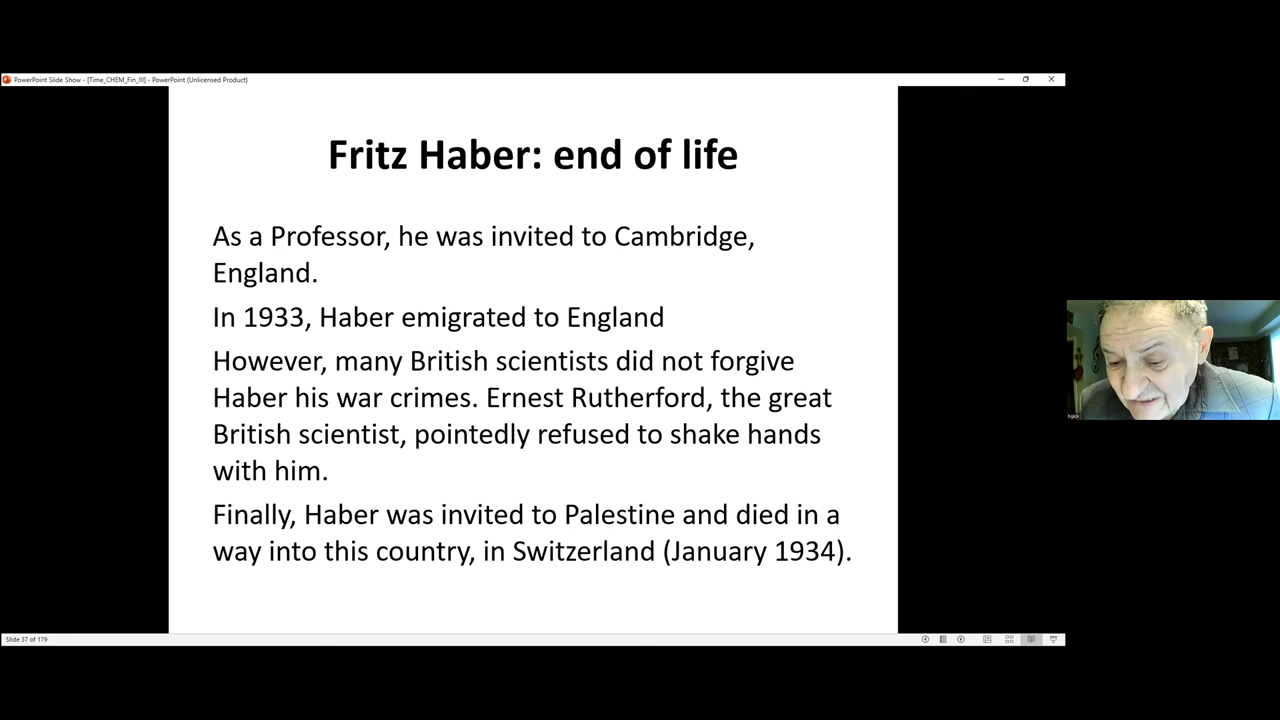 PowerPoint Slide Show - [Time_CHEM_Fin_III] - PowerPoint (Unlicensed Product)
Fritz Haber: end of life
As a Professor, he was invited to Cambridge,
England.
In 1933, Haber emigrated to England
However, many British scientists did not forgive
Haber his war crimes. Ernest Rutherford, the great
British scientist, pointedly refused to shake hands
with him.
Finally, Haber was invited to Palestine and died in a
way into this country, in Switzerland (January 1934).
Slide 37 of 179